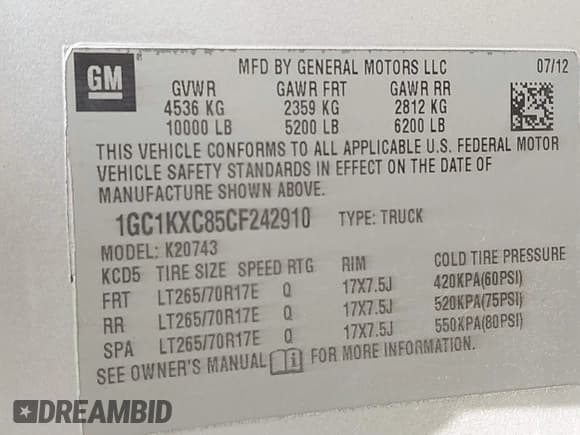 GM
MFD BY GENERAL MOTORS LLC 07/12
GVWR GAWR FRT GAWR RR
4536 KG 2359 KG 2812 KG
10000 LB 5200 LB 6200 LB
THIS VEHICLE CONFORMS TO ALL APPLICABLE U.S. FEDERAL MOTOR
VEHICLE SAFETY STANDARDS IN EFFECT ON THE DATE OF
MANUFACTURE SHOWN ABOVE.
1GC1KXC85CF242910 TYPE: TRUCK
MODEL: K20743
KCD5 TIRE SIZE SPEED RTG RIM COLD TIRE PRESSURE
FRT LT265/70R17E Q 17X7.5J 420KPA(60PSI)
RR LT265/70R17E Q 17X7.5J 520KPA(75PSI)
SPA LT265/70R17E Q 17X7.5J 550KPA(80PSI)
SEE OWNER'S MANUAL FOR MORE INFORMATION.
DREAMBID